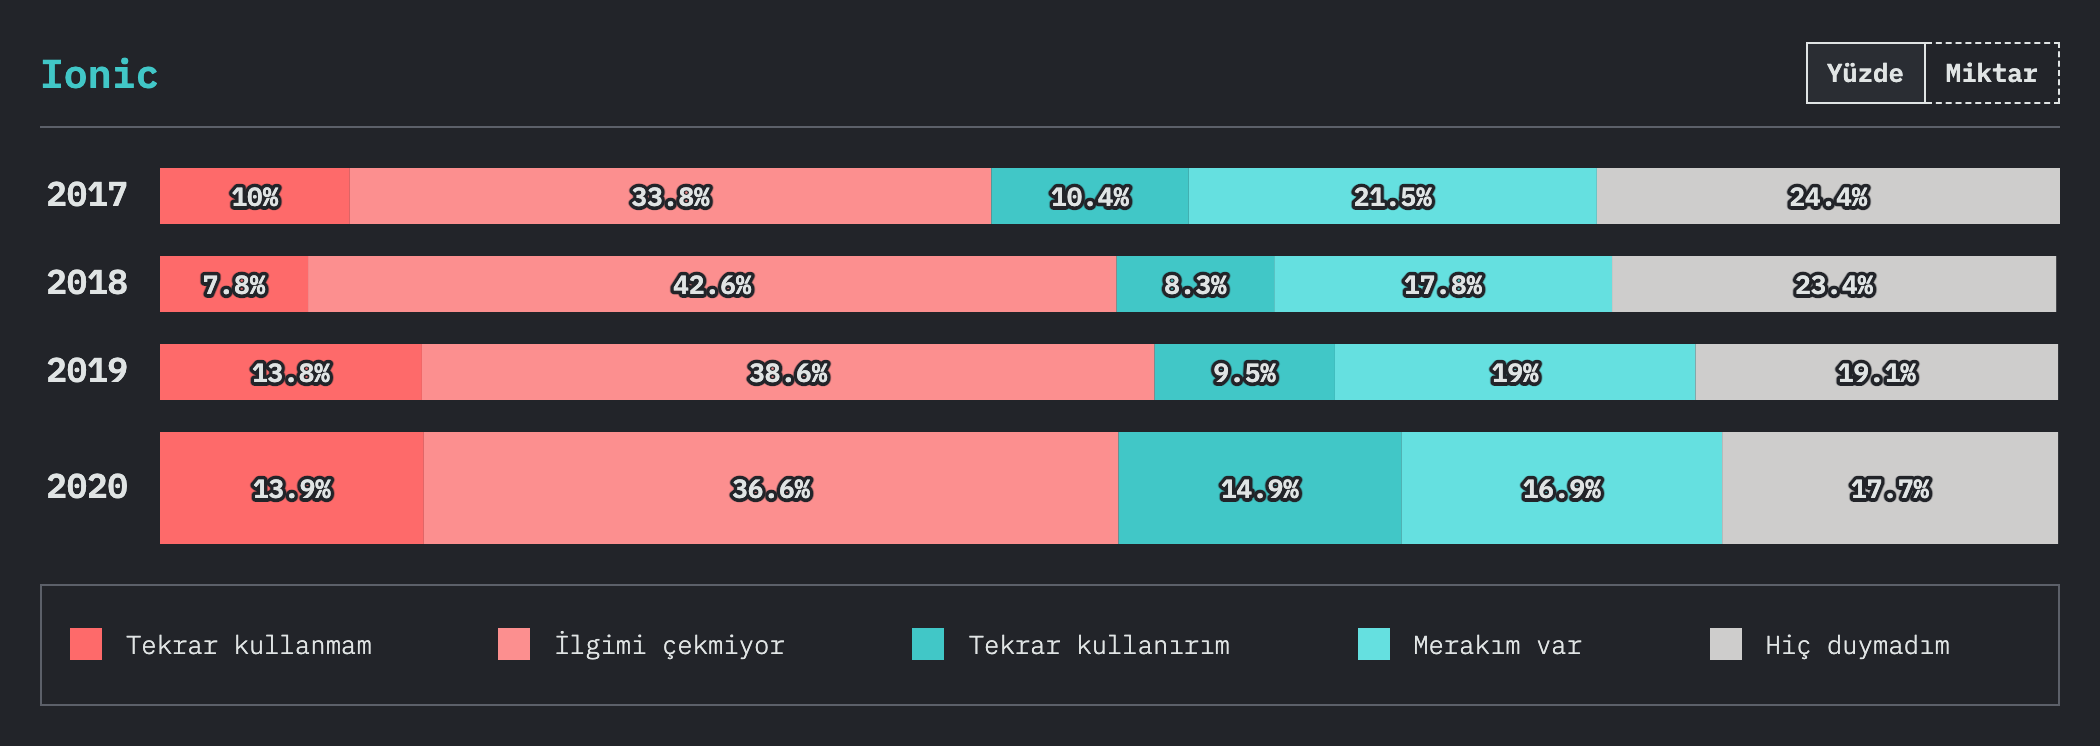 Ionic
Yüzde Miktar
2017 10% 33.8% 10.4% 21.5% 24.4%
2018 7.8% 42.6% 8.3% 17.8% 23.4%
2019 13.8% 38.6% 9.5% 19% 19.1%
2020 13.9% 36.6% 14.9% 16.9% 17.7%
Tekrar kullanmam İlgimi çekmiyor Tekrar kullanırım Merakım var Hiç duymadım